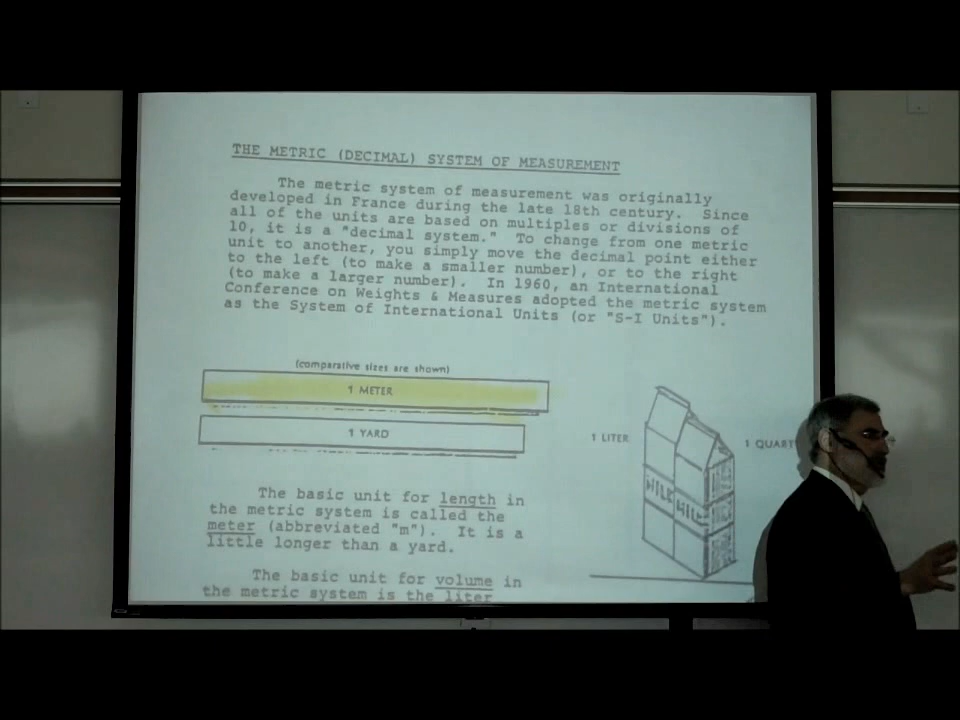 THE METRIC (DECIMAL) SYSTEM OF MEASUREMENT
The metric system of measurement was originally
developed in France during the late 18th century. Since
all of the units are based on multiples or divisions of
10, it is a "decimal system." To change from one metric
unit to another, you simply move the decimal point either
to the left (to make a smaller number), or to the right
(to make a larger number). In 1960, an International
Conference on Weights & Measures adopted the metric system
as the System of International Units (or "S-I Units").
(comparative sizes are shown)
1 METER
1 YARD
1 LITER
1 QUART
MILK
MILK
The basic unit for length in
the metric system is called the
meter (abbreviated "m"). It is a
little longer than a yard.
The basic unit for volume in
the metric system is the liter